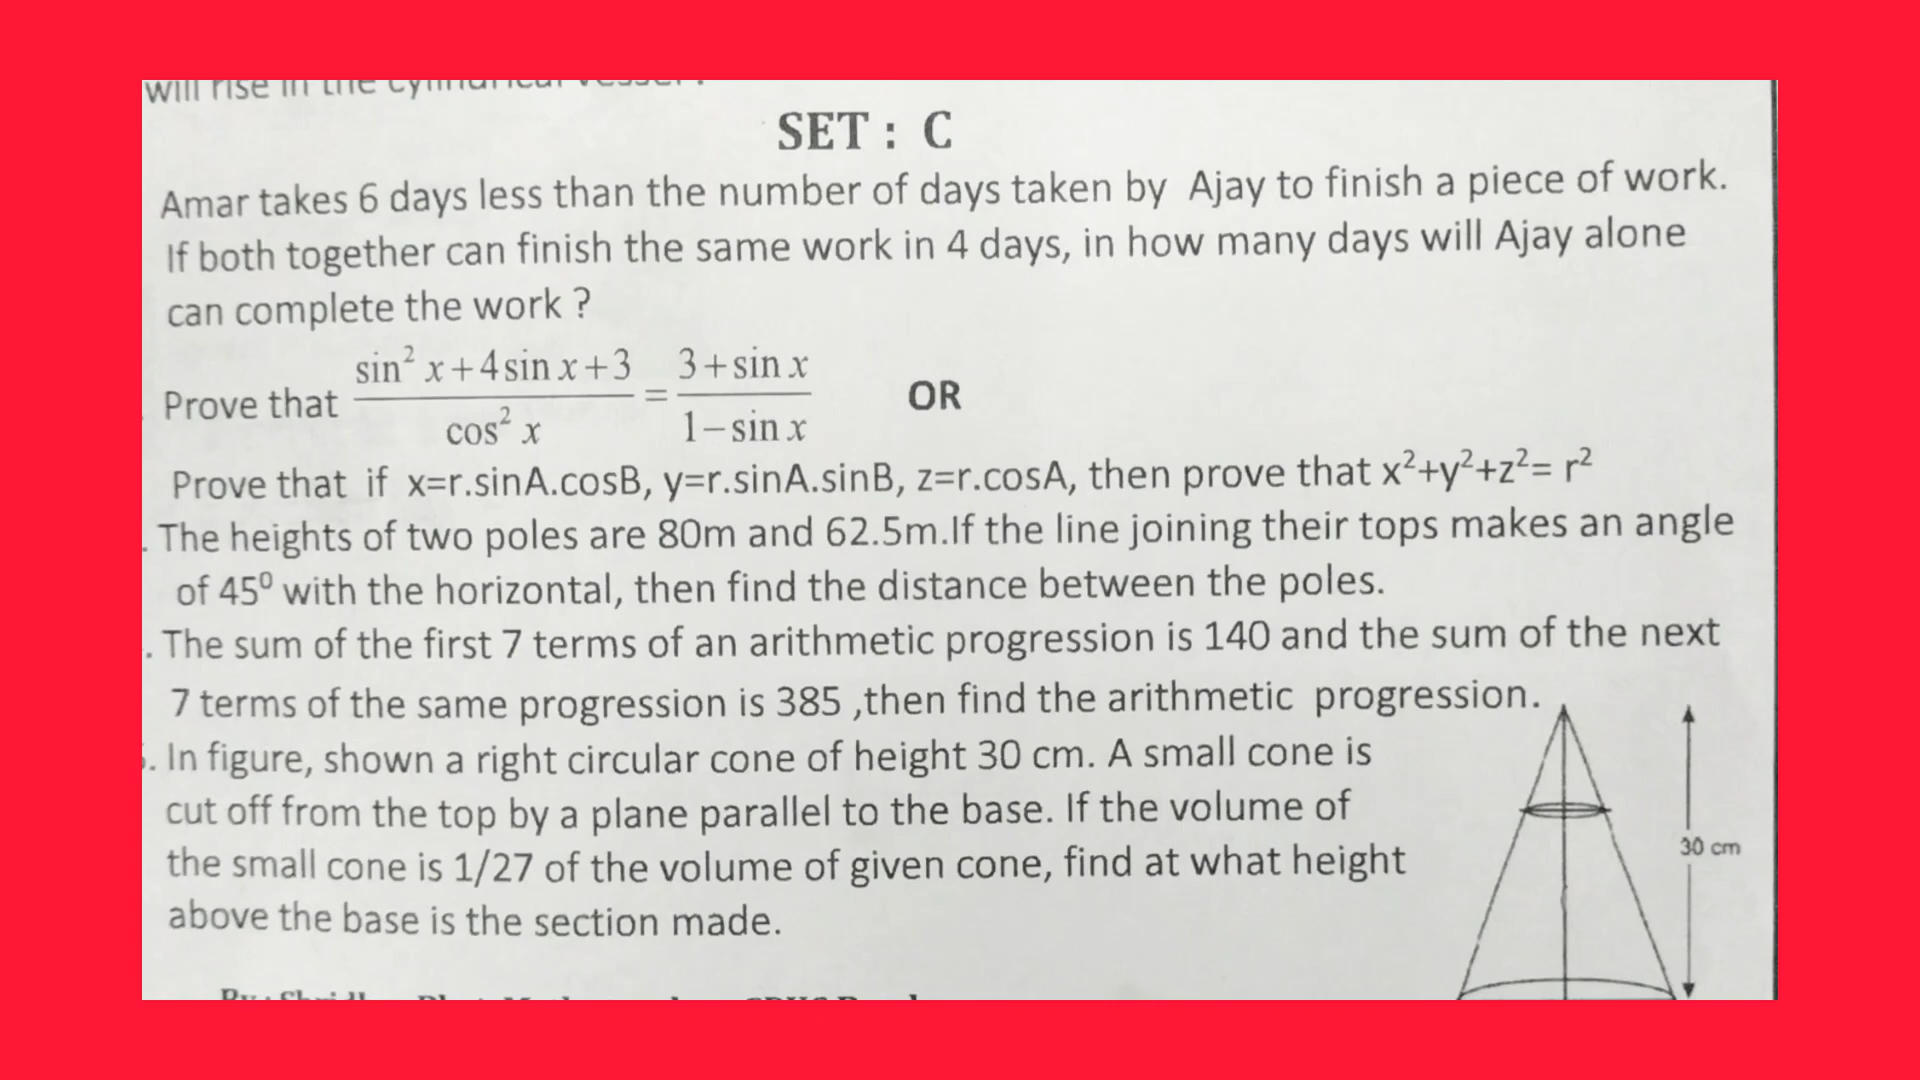 will rise in the cylindrical vessel?
SET : C
Amar takes 6 days less than the number of days taken by Ajay to finish a piece of work.
If both together can finish the same work in 4 days, in how many days will Ajay alone
can complete the work ?
Prove that (sin² x+4sin x+3)/(cos² x) = (3+sin x)/(1−sin x) OR
Prove that if x=r.sinA.cosB, y=r.sinA.sinB, z=r.cosA, then prove that x²+y²+z²= r²
. The heights of two poles are 80m and 62.5m.If the line joining their tops makes an angle
of 45⁰ with the horizontal, then find the distance between the poles.
. The sum of the first 7 terms of an arithmetic progression is 140 and the sum of the next
7 terms of the same progression is 385 ,then find the arithmetic progression.
. In figure, shown a right circular cone of height 30 cm. A small cone is
cut off from the top by a plane parallel to the base. If the volume of
the small cone is 1/27 of the volume of given cone, find at what height
above the base is the section made.
30 cm